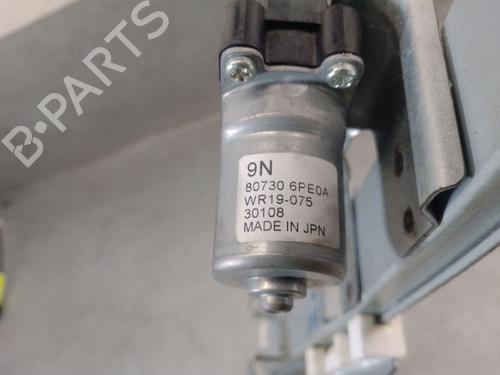 B-PARTS
9N
80730 6PE0A
WR19-075
30108
MADE IN JPN